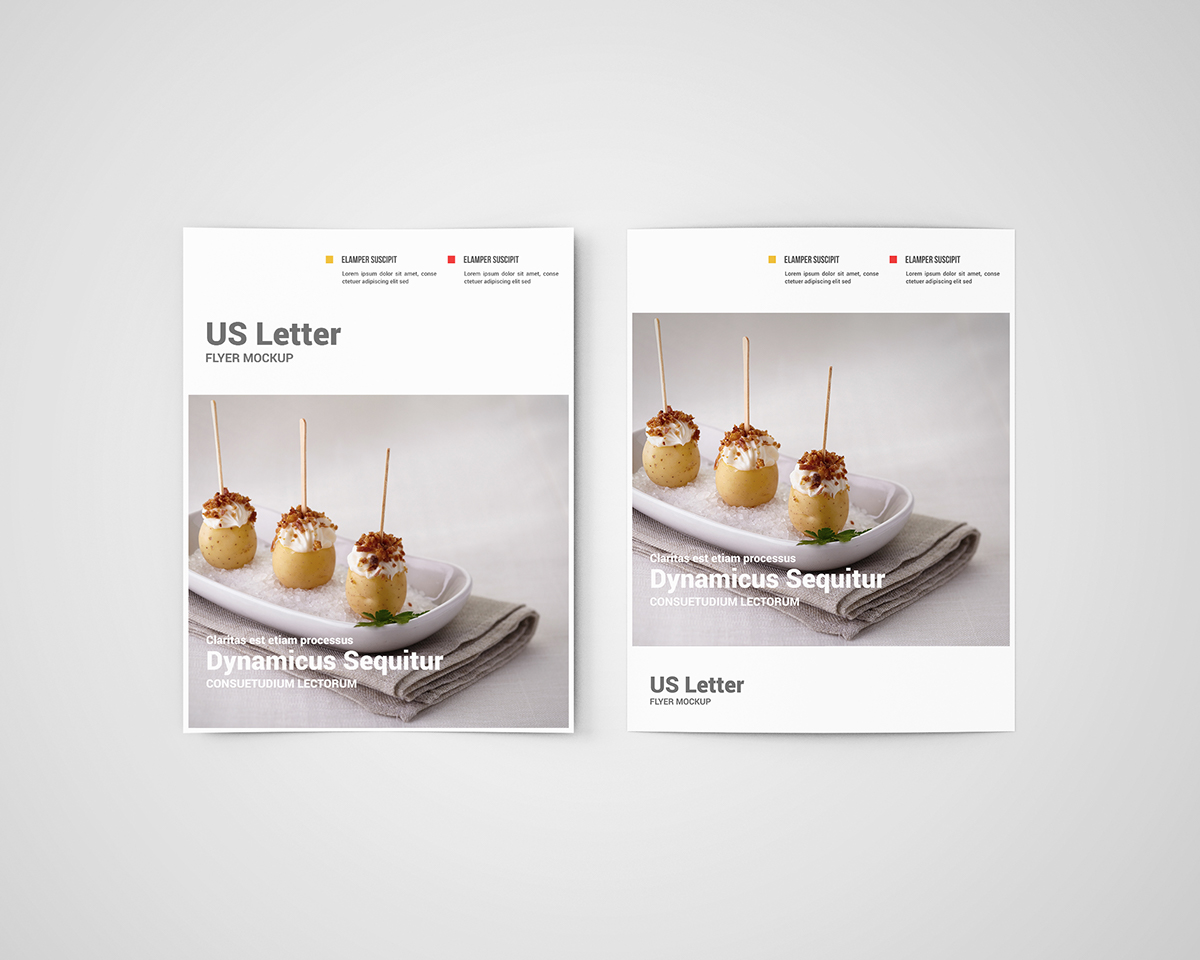 ELAMPER SUSCIPIT
Lorem ipsum dolor sit amet, conse
ctetuer adipiscing elit sed
ELAMPER SUSCIPIT
Lorem ipsum dolor sit amet, conse
ctetuer adipiscing elit sed
US Letter
FLYER MOCKUP
Claritas est etiam processus
Dynamicus Sequitur
CONSUETUDIUM LECTORUM
ELAMPER SUSCIPIT
Lorem ipsum dolor sit amet, conse
ctetuer adipiscing elit sed
ELAMPER SUSCIPIT
Lorem ipsum dolor sit amet, conse
ctetuer adipiscing elit sed
Claritas est etiam processus
Dynamicus Sequitur
CONSUETUDIUM LECTORUM
US Letter
FLYER MOCKUP